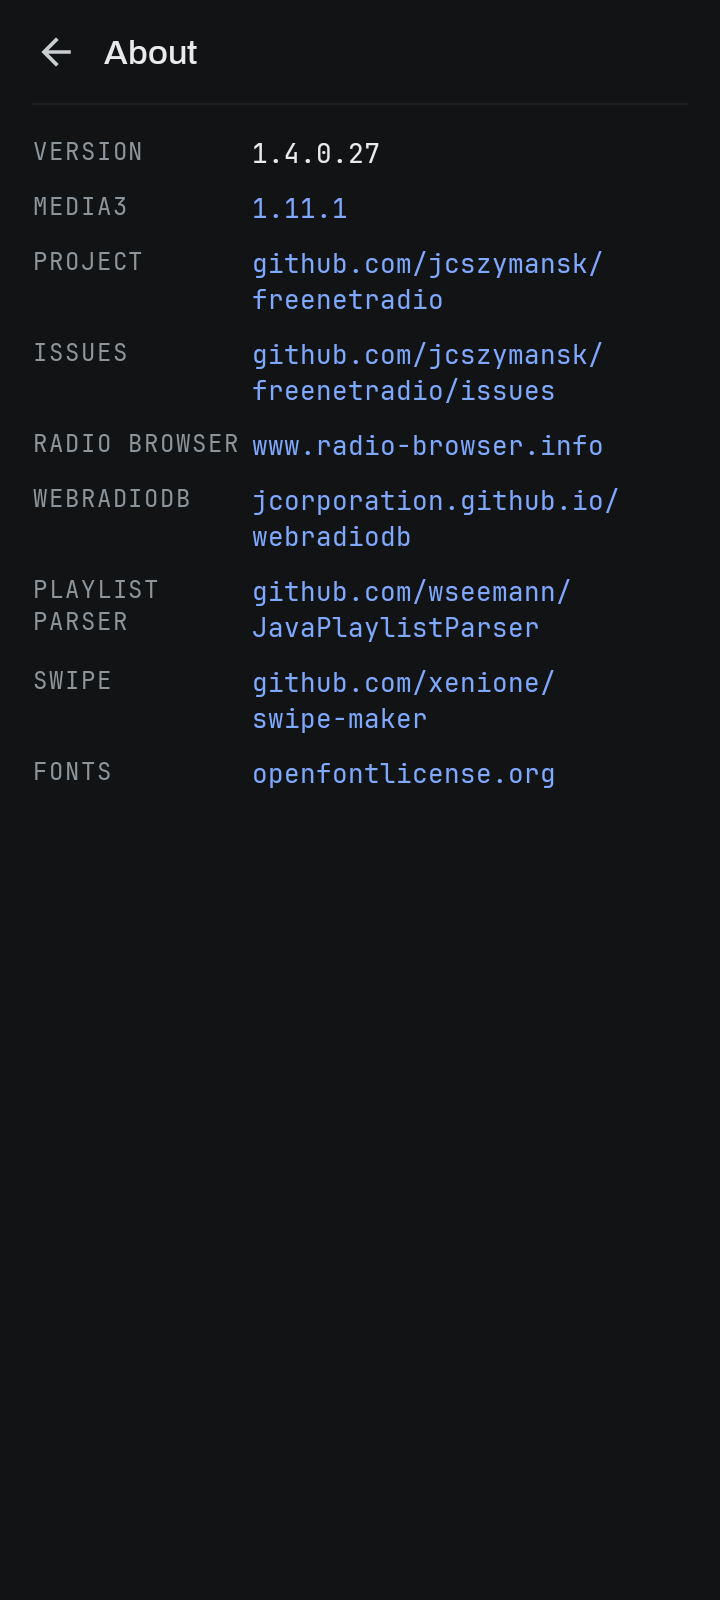 About
VERSION 1.4.0.27
MEDIA3 1.11.1
PROJECT github.com/jcszymansk/
freenetradio
ISSUES github.com/jcszymansk/
freenetradio/issues
RADIO BROWSER www.radio-browser.info
WEBRADIODB jcorporation.github.io/
webradiodb
PLAYLIST github.com/wseemann/
PARSER JavaPlaylistParser
SWIPE github.com/xenione/
swipe-maker
FONTS openfontlicense.org